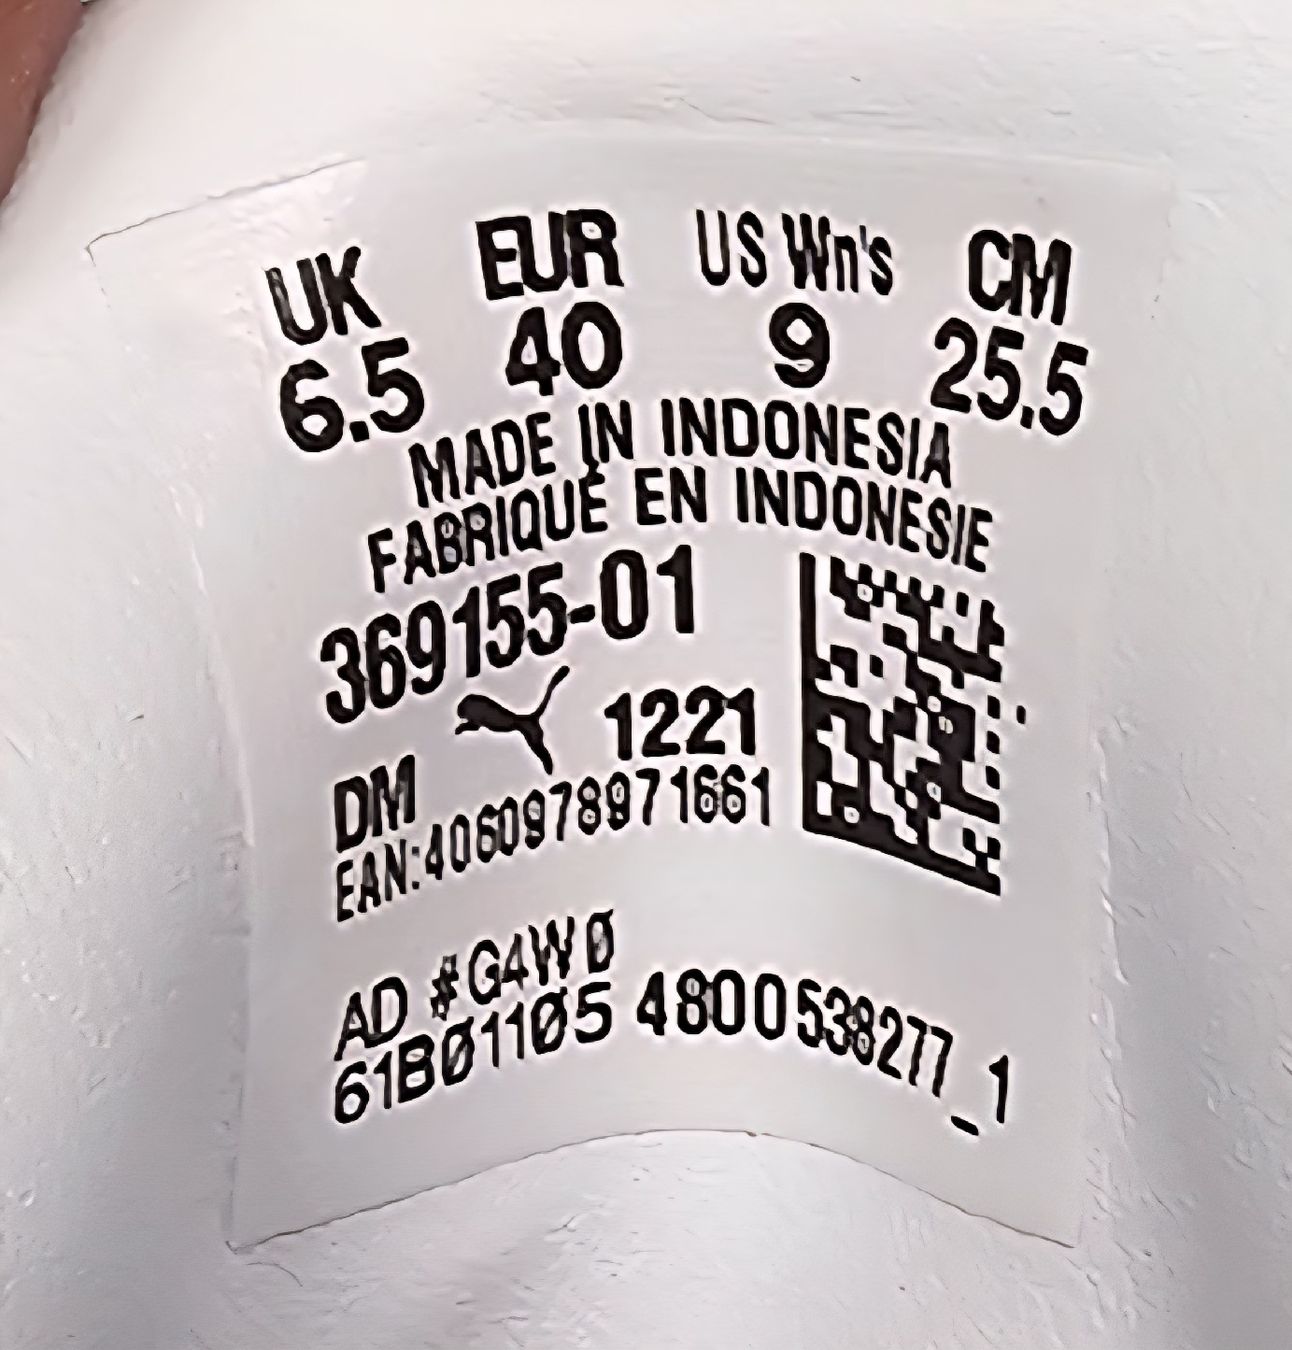 UK EUR US Wn's CM
6.5 40 9 25.5
MADE IN INDONESIA
FABRIQUÉ EN INDONESIE
369155-01
1221
DM
EAN:4060978971661
AD #G4WØ
61BØ11Ø5 4800538277_1